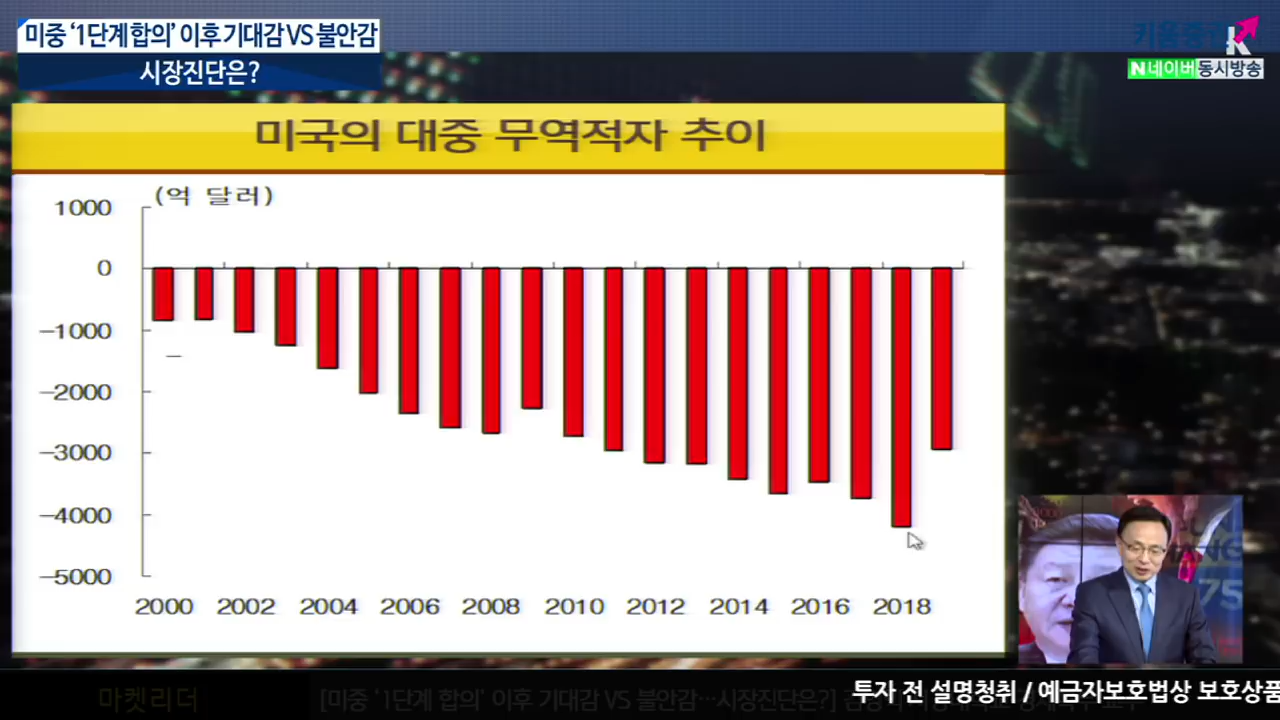 미중 ‘1단계 합의’ 이후 기대감 VS 불안감
시장진단은?
키움증권
N 네이버 동시방송
미국의 대중 무역적자 추이
(억 달러)
1000
0
−1000
−2000
−3000
−4000
−5000
2000 2002 2004 2006 2008 2010 2012 2014 2016 2018
75
마켓리더
[미중 ‘1단계 합의’ 이후 기대감 VS 불안감…시장진단은?]
투자 전 설명청취 / 예금자보호법상 보호상품